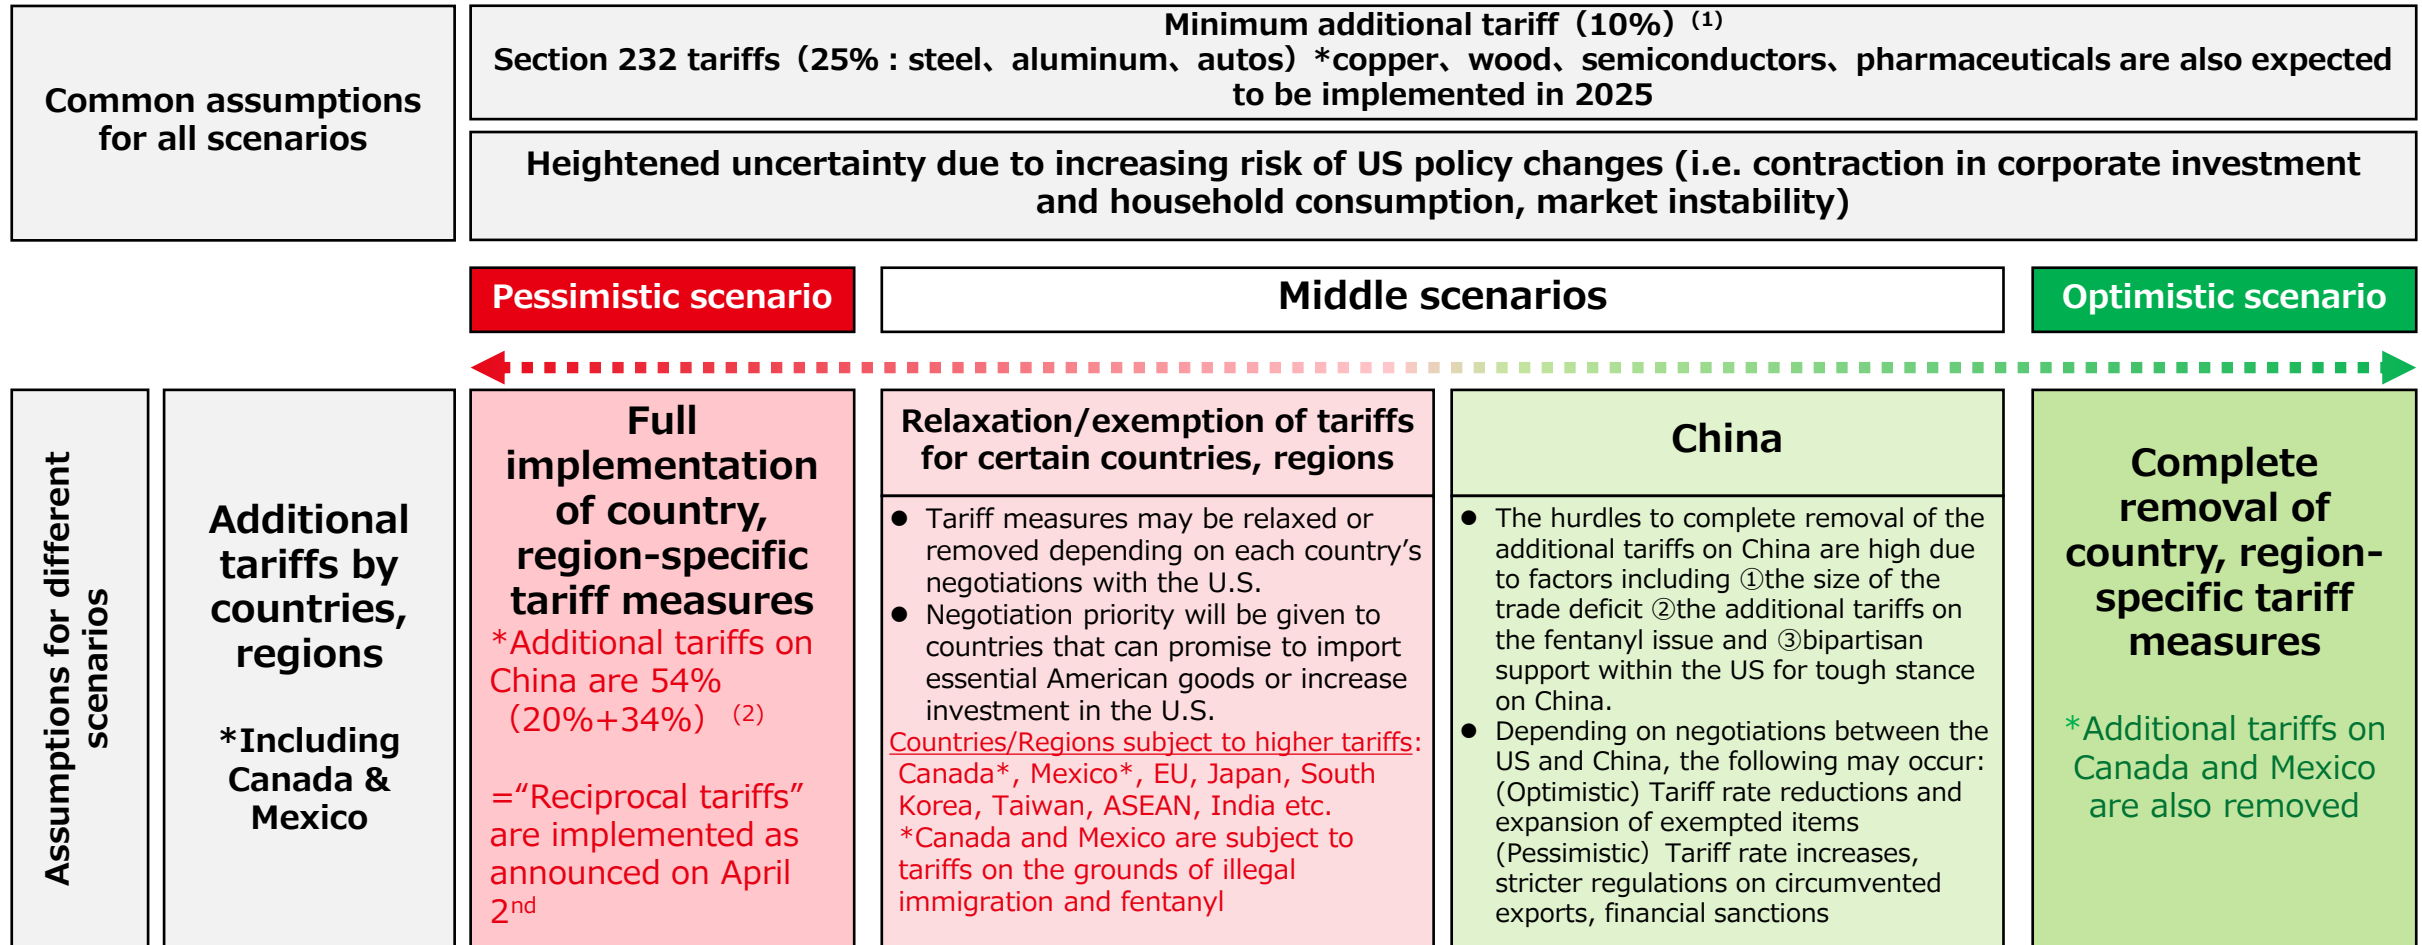 Common assumptions
for all scenarios
Minimum additional tariff（10%）(1)
Section 232 tariffs（25% : steel、aluminum、autos）*copper、wood、semiconductors、pharmaceuticals are also expected
to be implemented in 2025
Heightened uncertainty due to increasing risk of US policy changes (i.e. contraction in corporate investment
and household consumption, market instability)
Pessimistic scenario
Middle scenarios
Optimistic scenario
Assumptions for different
scenarios
Additional
tariffs by
countries,
regions
*Including
Canada &
Mexico
Full
implementation
of country,
region-specific
tariff measures
*Additional tariffs on
China are 54%
（20%+34%） (2)
=“Reciprocal tariffs”
are implemented as
announced on April
2nd
Relaxation/exemption of tariffs
for certain countries, regions
● Tariff measures may be relaxed or
removed depending on each country’s
negotiations with the U.S.
● Negotiation priority will be given to
countries that can promise to import
essential American goods or increase
investment in the U.S.
Countries/Regions subject to higher tariffs:
Canada*, Mexico*, EU, Japan, South
Korea, Taiwan, ASEAN, India etc.
*Canada and Mexico are subject to
tariffs on the grounds of illegal
immigration and fentanyl
China
● The hurdles to complete removal of the
additional tariffs on China are high due
to factors including ①the size of the
trade deficit ②the additional tariffs on
the fentanyl issue and ③bipartisan
support within the US for tough stance
on China.
● Depending on negotiations between the
US and China, the following may occur:
(Optimistic) Tariff rate reductions and
expansion of exempted items
(Pessimistic）Tariff rate increases,
stricter regulations on circumvented
exports, financial sanctions
Complete
removal of
country, region-
specific tariff
measures
*Additional tariffs on
Canada and Mexico
are also removed